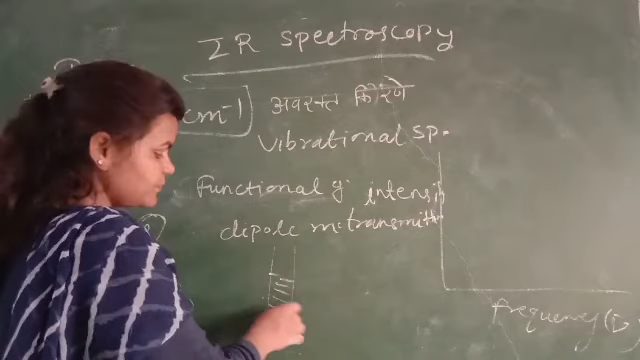 IR spectroscopy
cm-1 अवरक्त किरणे
Vibrational sp.
Functional g. intensi
dipole m. transmitt
frequency (ῡ)